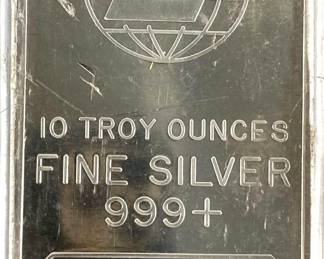 10 TROY OUNCES
FINE SILVER
999+